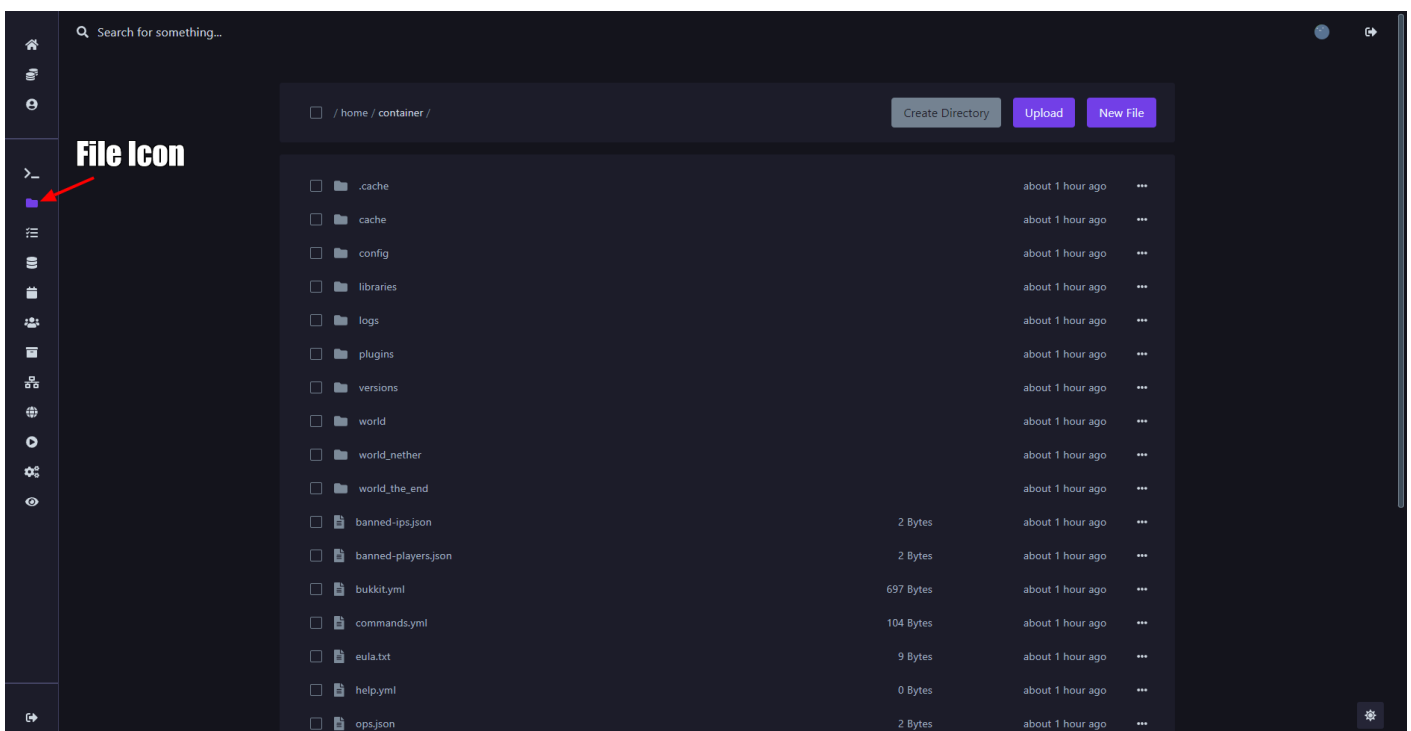 Search for something...
/ home / container /
Create Directory
Upload
New File
File Icon
.cache about 1 hour ago
cache about 1 hour ago
config about 1 hour ago
libraries about 1 hour ago
logs about 1 hour ago
plugins about 1 hour ago
versions about 1 hour ago
world about 1 hour ago
world_nether about 1 hour ago
world_the_end about 1 hour ago
banned-ips.json 2 Bytes about 1 hour ago
banned-players.json 2 Bytes about 1 hour ago
bukkit.yml 697 Bytes about 1 hour ago
commands.yml 104 Bytes about 1 hour ago
eula.txt 9 Bytes about 1 hour ago
help.yml 0 Bytes about 1 hour ago
ops.json 2 Bytes about 1 hour ago